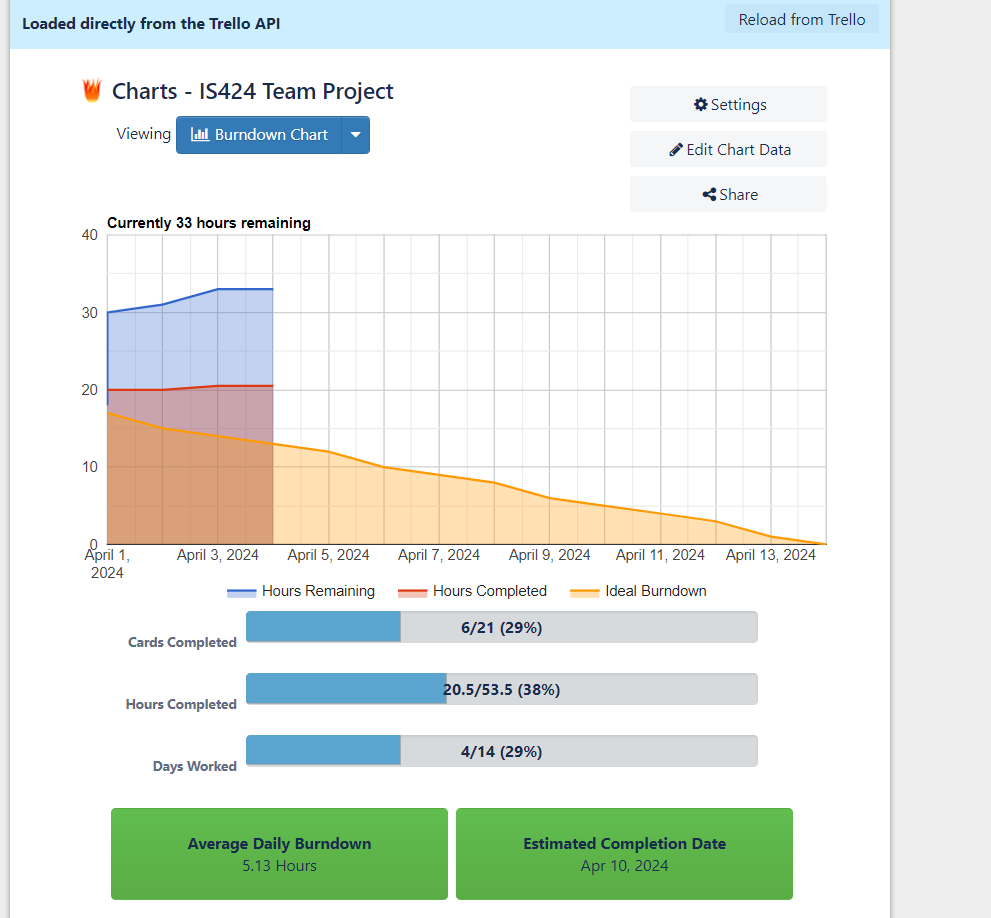 Loaded directly from the Trello API
Reload from Trello
Charts - IS424 Team Project
Settings
Viewing
Burndown Chart
Edit Chart Data
Share
Currently 33 hours remaining
40
30
20
10
0
April 1,
2024
April 3, 2024
April 5, 2024
April 7, 2024
April 9, 2024
April 11, 2024
April 13, 2024
Hours Remaining
Hours Completed
Ideal Burndown
Cards Completed
6/21 (29%)
Hours Completed
20.5/53.5 (38%)
Days Worked
4/14 (29%)
Average Daily Burndown
5.13 Hours
Estimated Completion Date
Apr 10, 2024